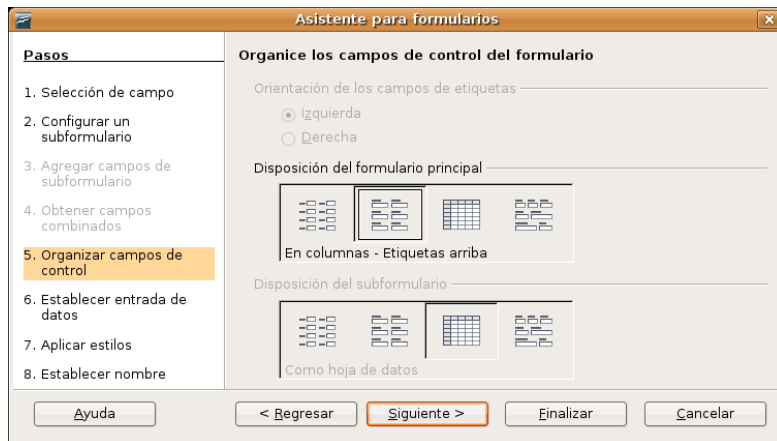 Asistente para formularios
Pasos
1. Selección de campo
2. Configurar un
subformulario
3. Agregar campos de
subformulario
4. Obtener campos
combinados
5. Organizar campos de
control
6. Establecer entrada de
datos
7. Aplicar estilos
8. Establecer nombre
Organice los campos de control del formulario
Orientación de los campos de etiquetas
Izquierda
Derecha
Disposición del formulario principal
En columnas - Etiquetas arriba
Disposición del subformulario
Como hoja de datos
Ayuda
< Regresar
Siguiente >
Finalizar
Cancelar